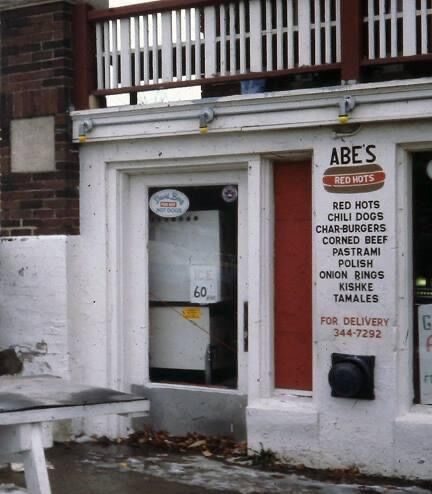 ABE'S
RED HOTS
RED HOTS
CHILI DOGS
CHAR-BURGERS
CORNED BEEF
PASTRAMI
POLISH
ONION RINGS
KISHKE
TAMALES
FOR DELIVERY
344-7292
HOT DOGS
ICE
60